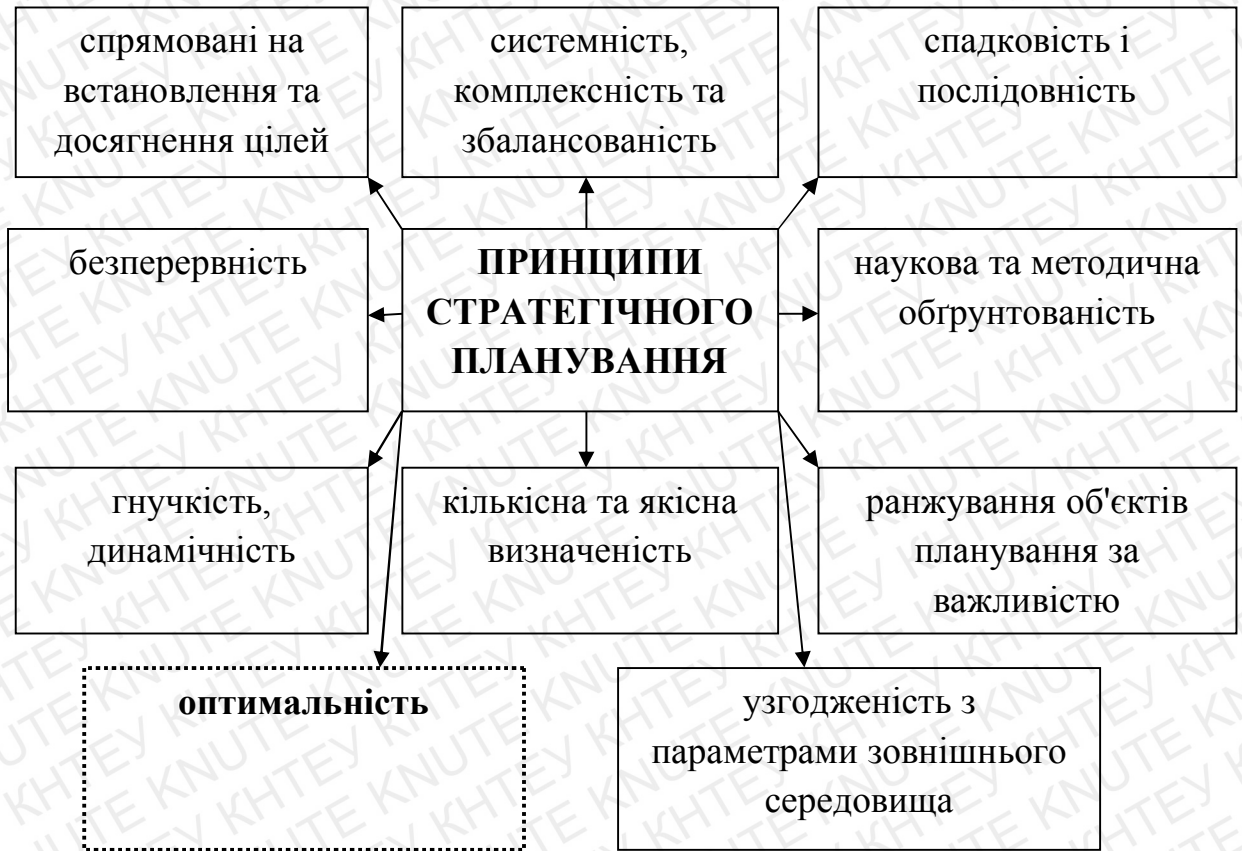 спрямовані на
встановлення та
досягнення цілей
системність,
комплексність та
збалансованість
спадковість і
послідовність
безперервність
ПРИНЦИПИ
СТРАТЕГІЧНОГО
ПЛАНУВАННЯ
наукова та методична
обґрунтованість
гнучкість,
динамічність
кількісна та якісна
визначеність
ранжування об'єктів
планування за
важливістю
оптимальність
узгодженість з
параметрами зовнішнього
середовища